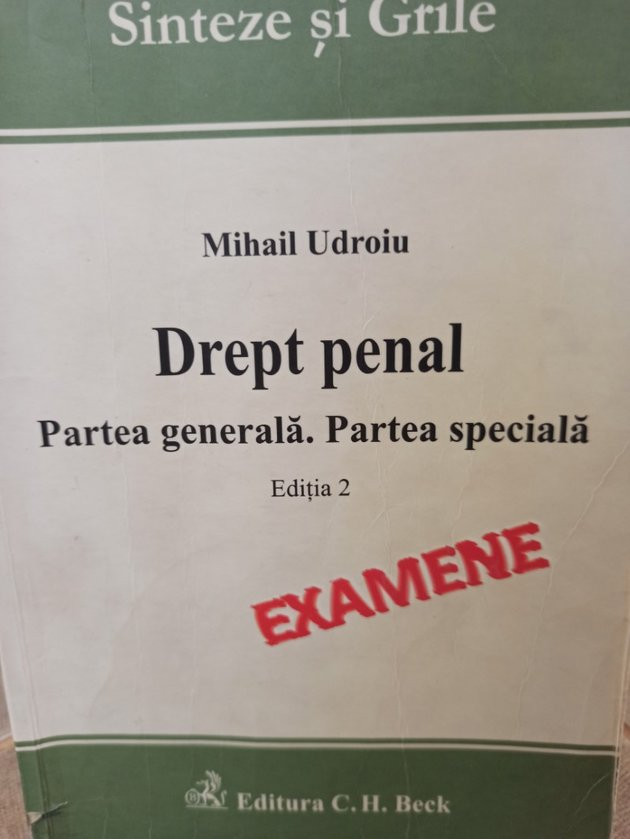 Sinteze și Grile
Mihail Udroiu
Drept penal
Partea generală. Partea specială
Ediția 2
EXAMENE
Editura C. H. Beck